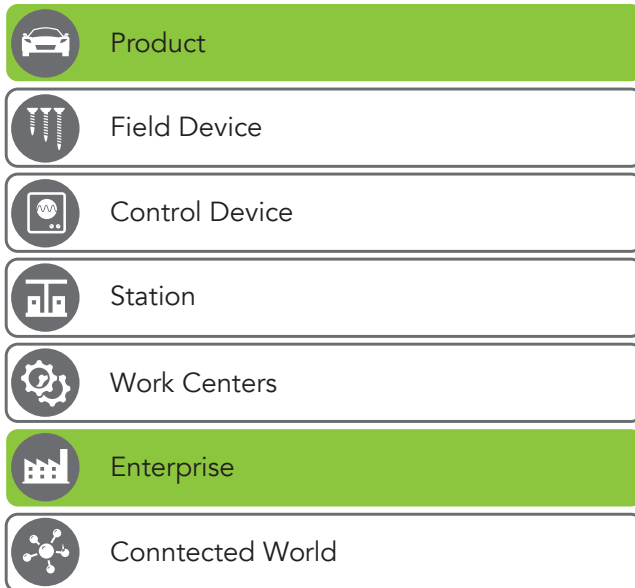 Product
Field Device
Control Device
Station
Work Centers
Enterprise
Conntected World